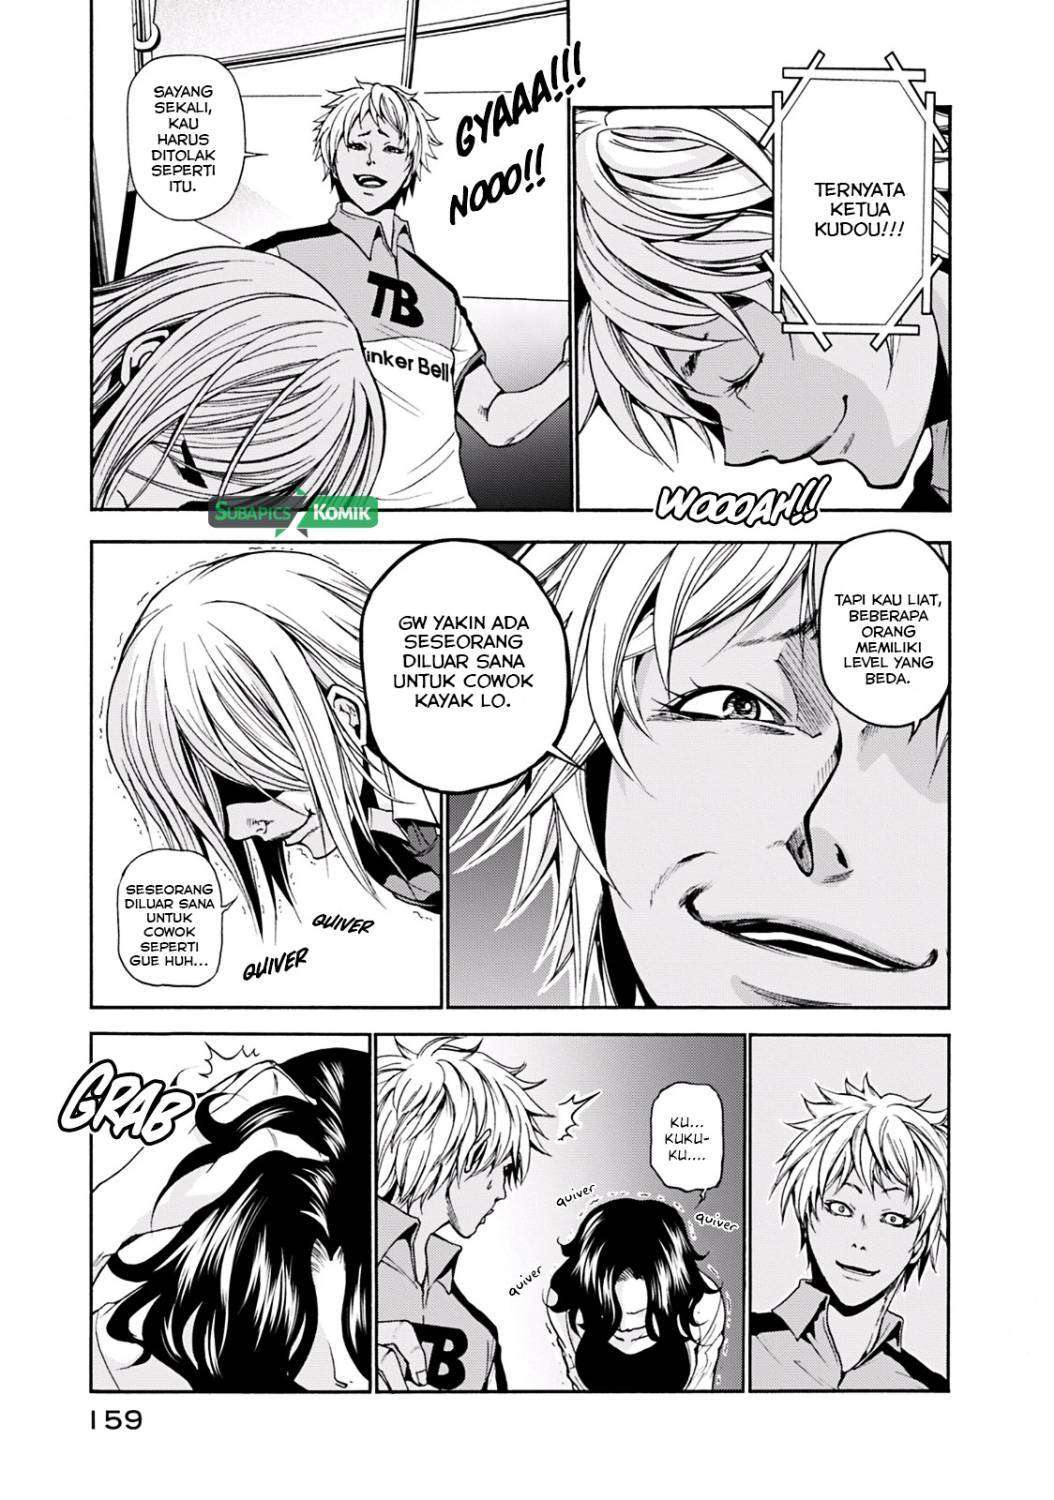 TERNYATA
KETUA
KUDOU!!!
WOOOAH!!
GYAAA!!!
NOOO!!
SAYANG
SEKALI,
KAU
HARUS
DITOLAK
SEPERTI
ITU.
TB
inker Bell
SUBAPICS KOMIK
TAPI KAU LIAT,
BEBERAPA
ORANG
MEMILIKI
LEVEL YANG
BEDA.
GW YAKIN ADA
SESEORANG
DILUAR SANA
UNTUK COWOK
KAYAK LO.
SESEORANG
DILUAR SANA
UNTUK
COWOK
SEPERTI
GUE HUH...
QUIVER
QUIVER
KU...
KUKU-
KU....
quiver
quiver
quiver
B
GRAB
159